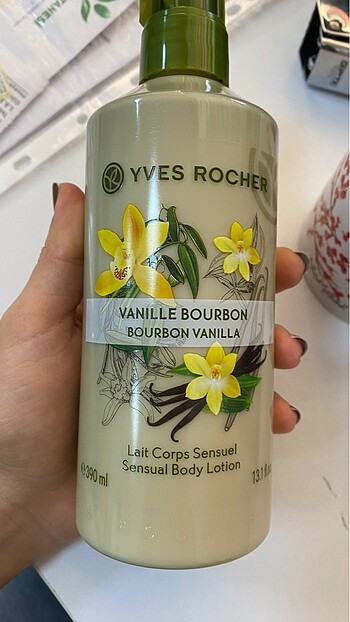 YVES ROCHER
VANILLE BOURBON
BOURBON VANILLA
Lait Corps Sensuel
Sensual Body Lotion
℮390 ml
13.1 fl.